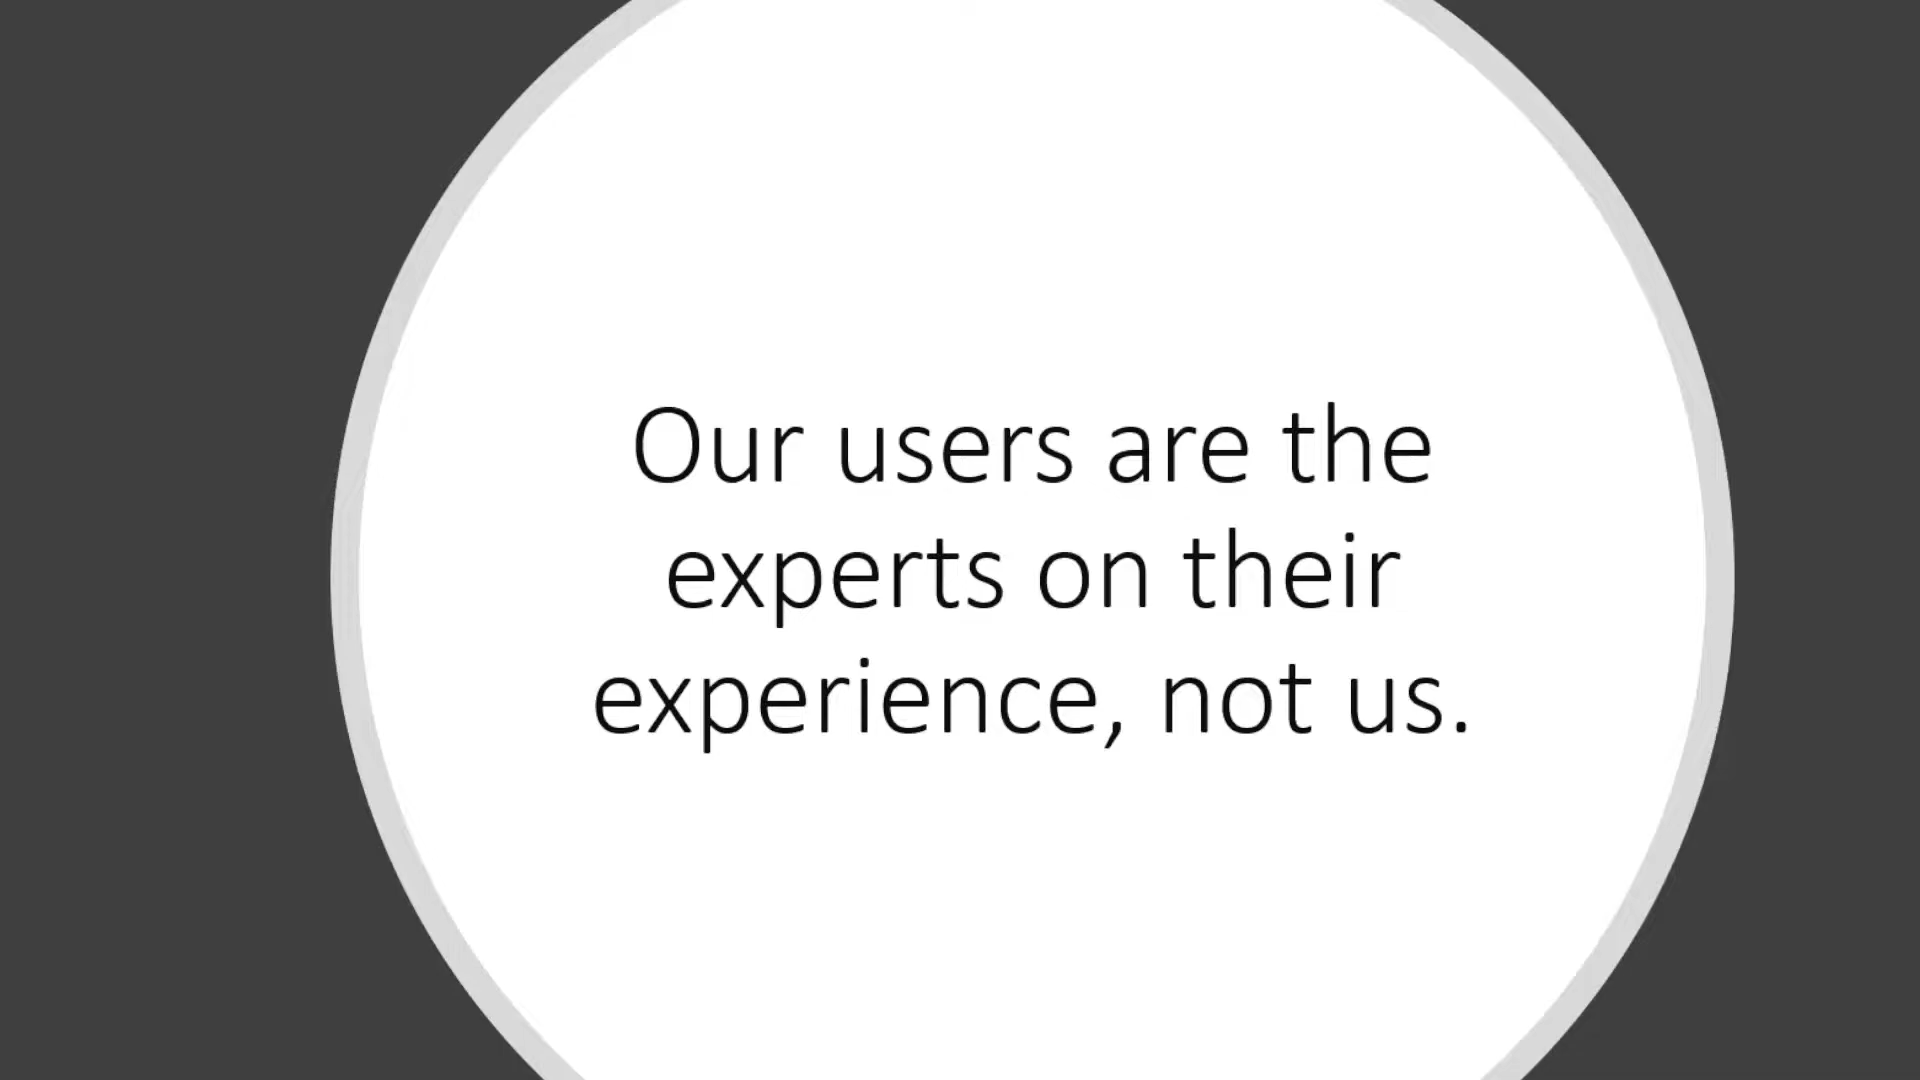 Our users are the
experts on their
experience, not us.